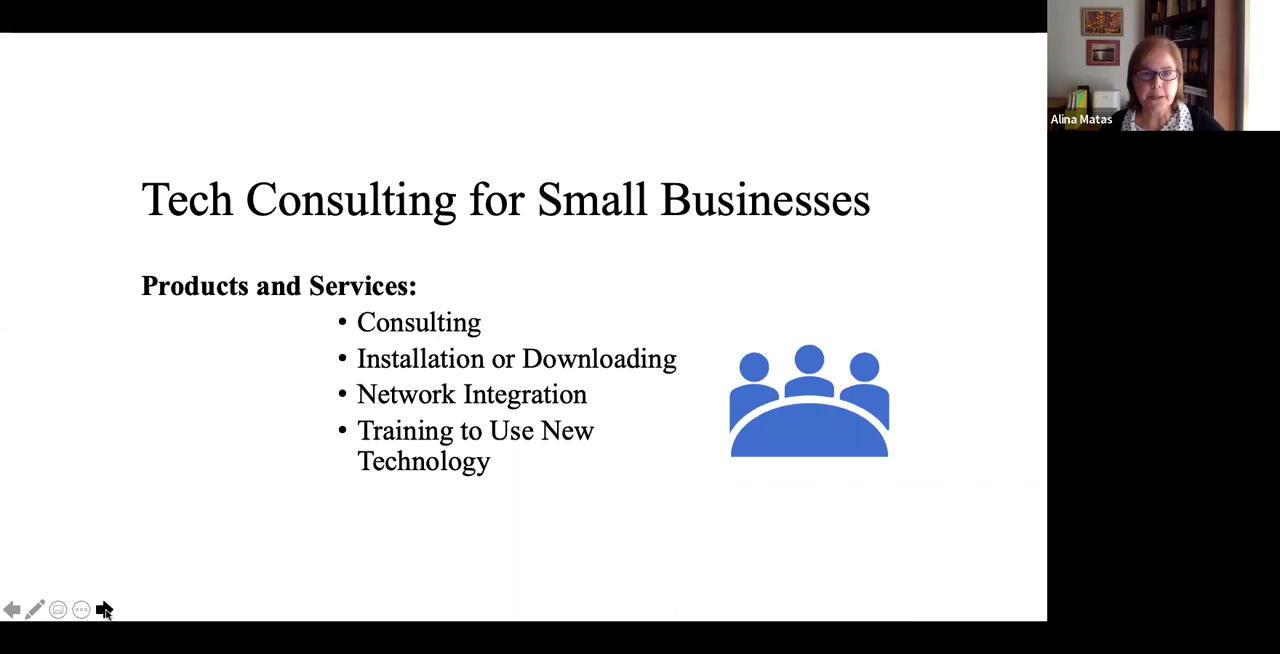 Tech Consulting for Small Businesses
Products and Services:
• Consulting
• Installation or Downloading
• Network Integration
• Training to Use New
Technology
Alina Matas